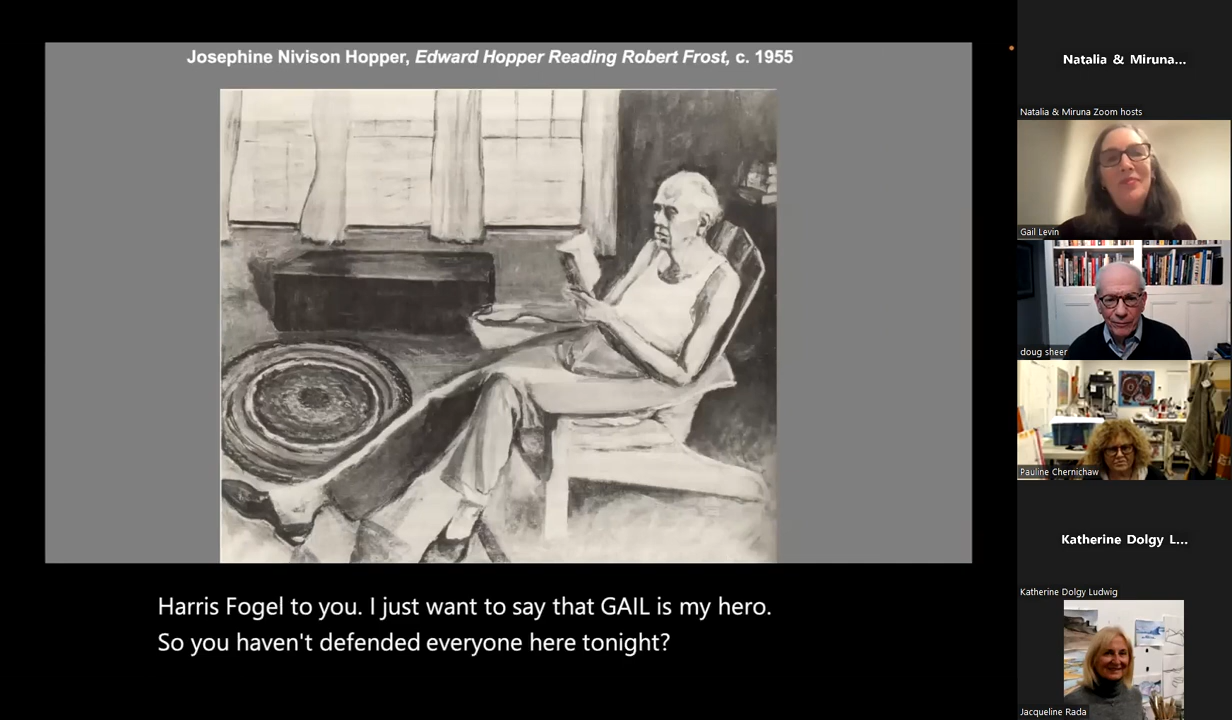 Josephine Nivison Hopper, Edward Hopper Reading Robert Frost, c. 1955
Harris Fogel to you. I just want to say that GAIL is my hero.
So you haven't defended everyone here tonight?
Natalia & Miruna...
Natalia & Miruna Zoom hosts
Gail Levin
doug sheer
Pauline Chernichaw
Katherine Dolgy L...
Katherine Dolgy Ludwig
Jacqueline Rada